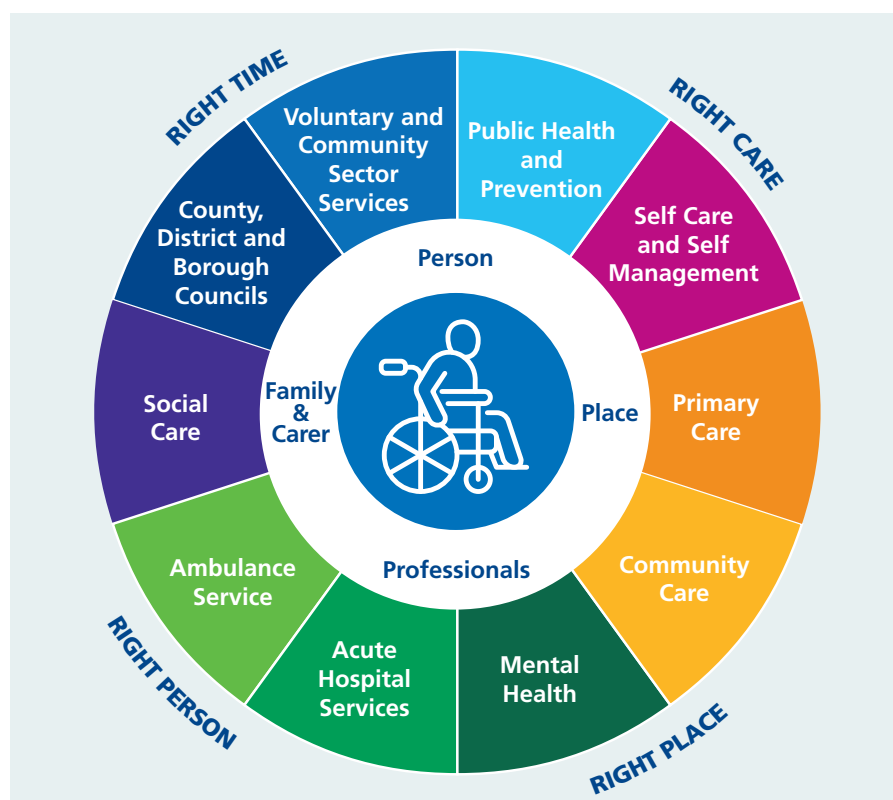 RIGHT TIME
RIGHT CARE
Voluntary and
Community
Sector
Services
Public Health
and
Prevention
County,
District and
Borough
Councils
Self Care
and Self
Management
Person
Social
Care
Family
&
Carer
Place
Primary
Care
Ambulance
Service
Professionals
Community
Care
Acute
Hospital
Services
Mental
Health
RIGHT PERSON
RIGHT PLACE